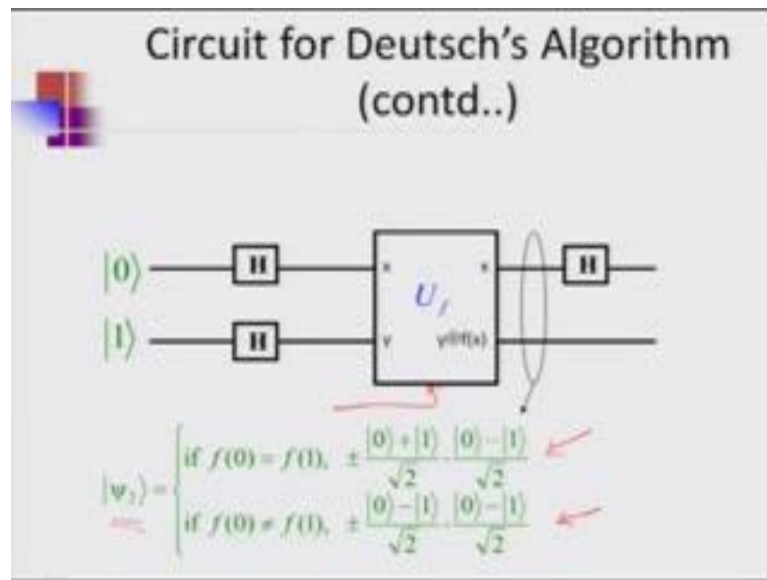 Circuit for Deutsch's Algorithm
(contd..)
|0⟩ H x U_f x H
|1⟩ H y y⊕f(x)
|ψ₂⟩ = { if f(0) = f(1), ± |0⟩+|1⟩/√2 · |0⟩−|1⟩/√2
if f(0) ≠ f(1), ± |0⟩−|1⟩/√2 · |0⟩−|1⟩/√2